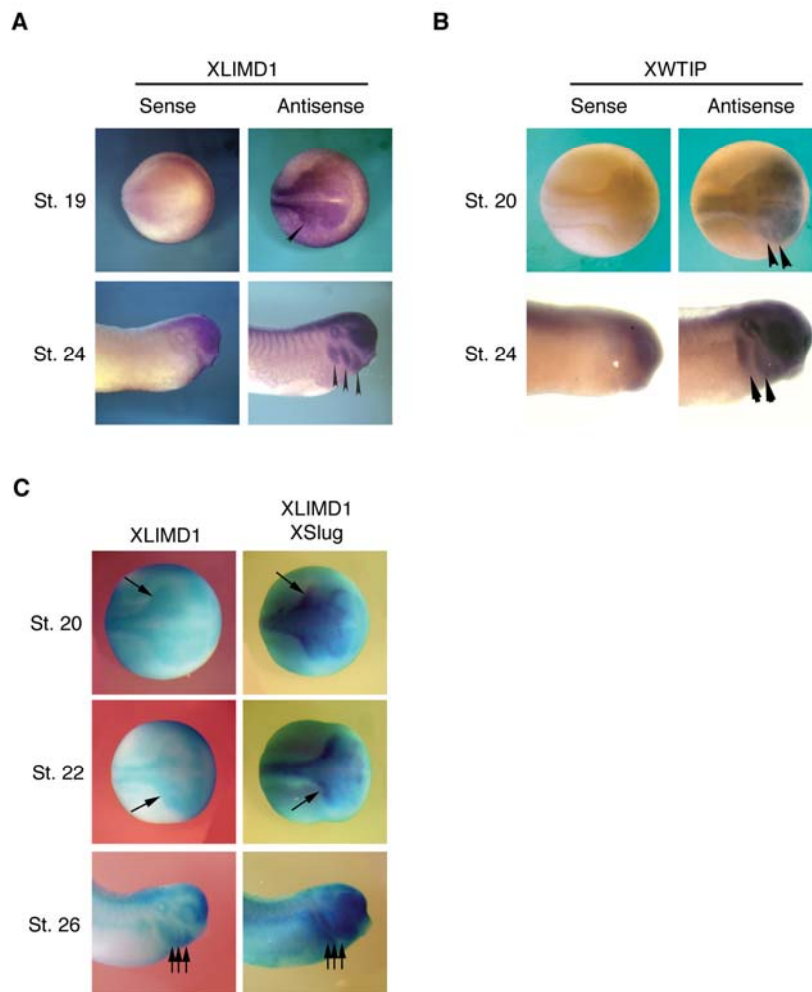 A
XLIMD1
Sense Antisense
St. 19
St. 24
B
XWTIP
Sense Antisense
St. 20
St. 24
C
XLIMD1
XLIMD1
XSlug
St. 20
St. 22
St. 26